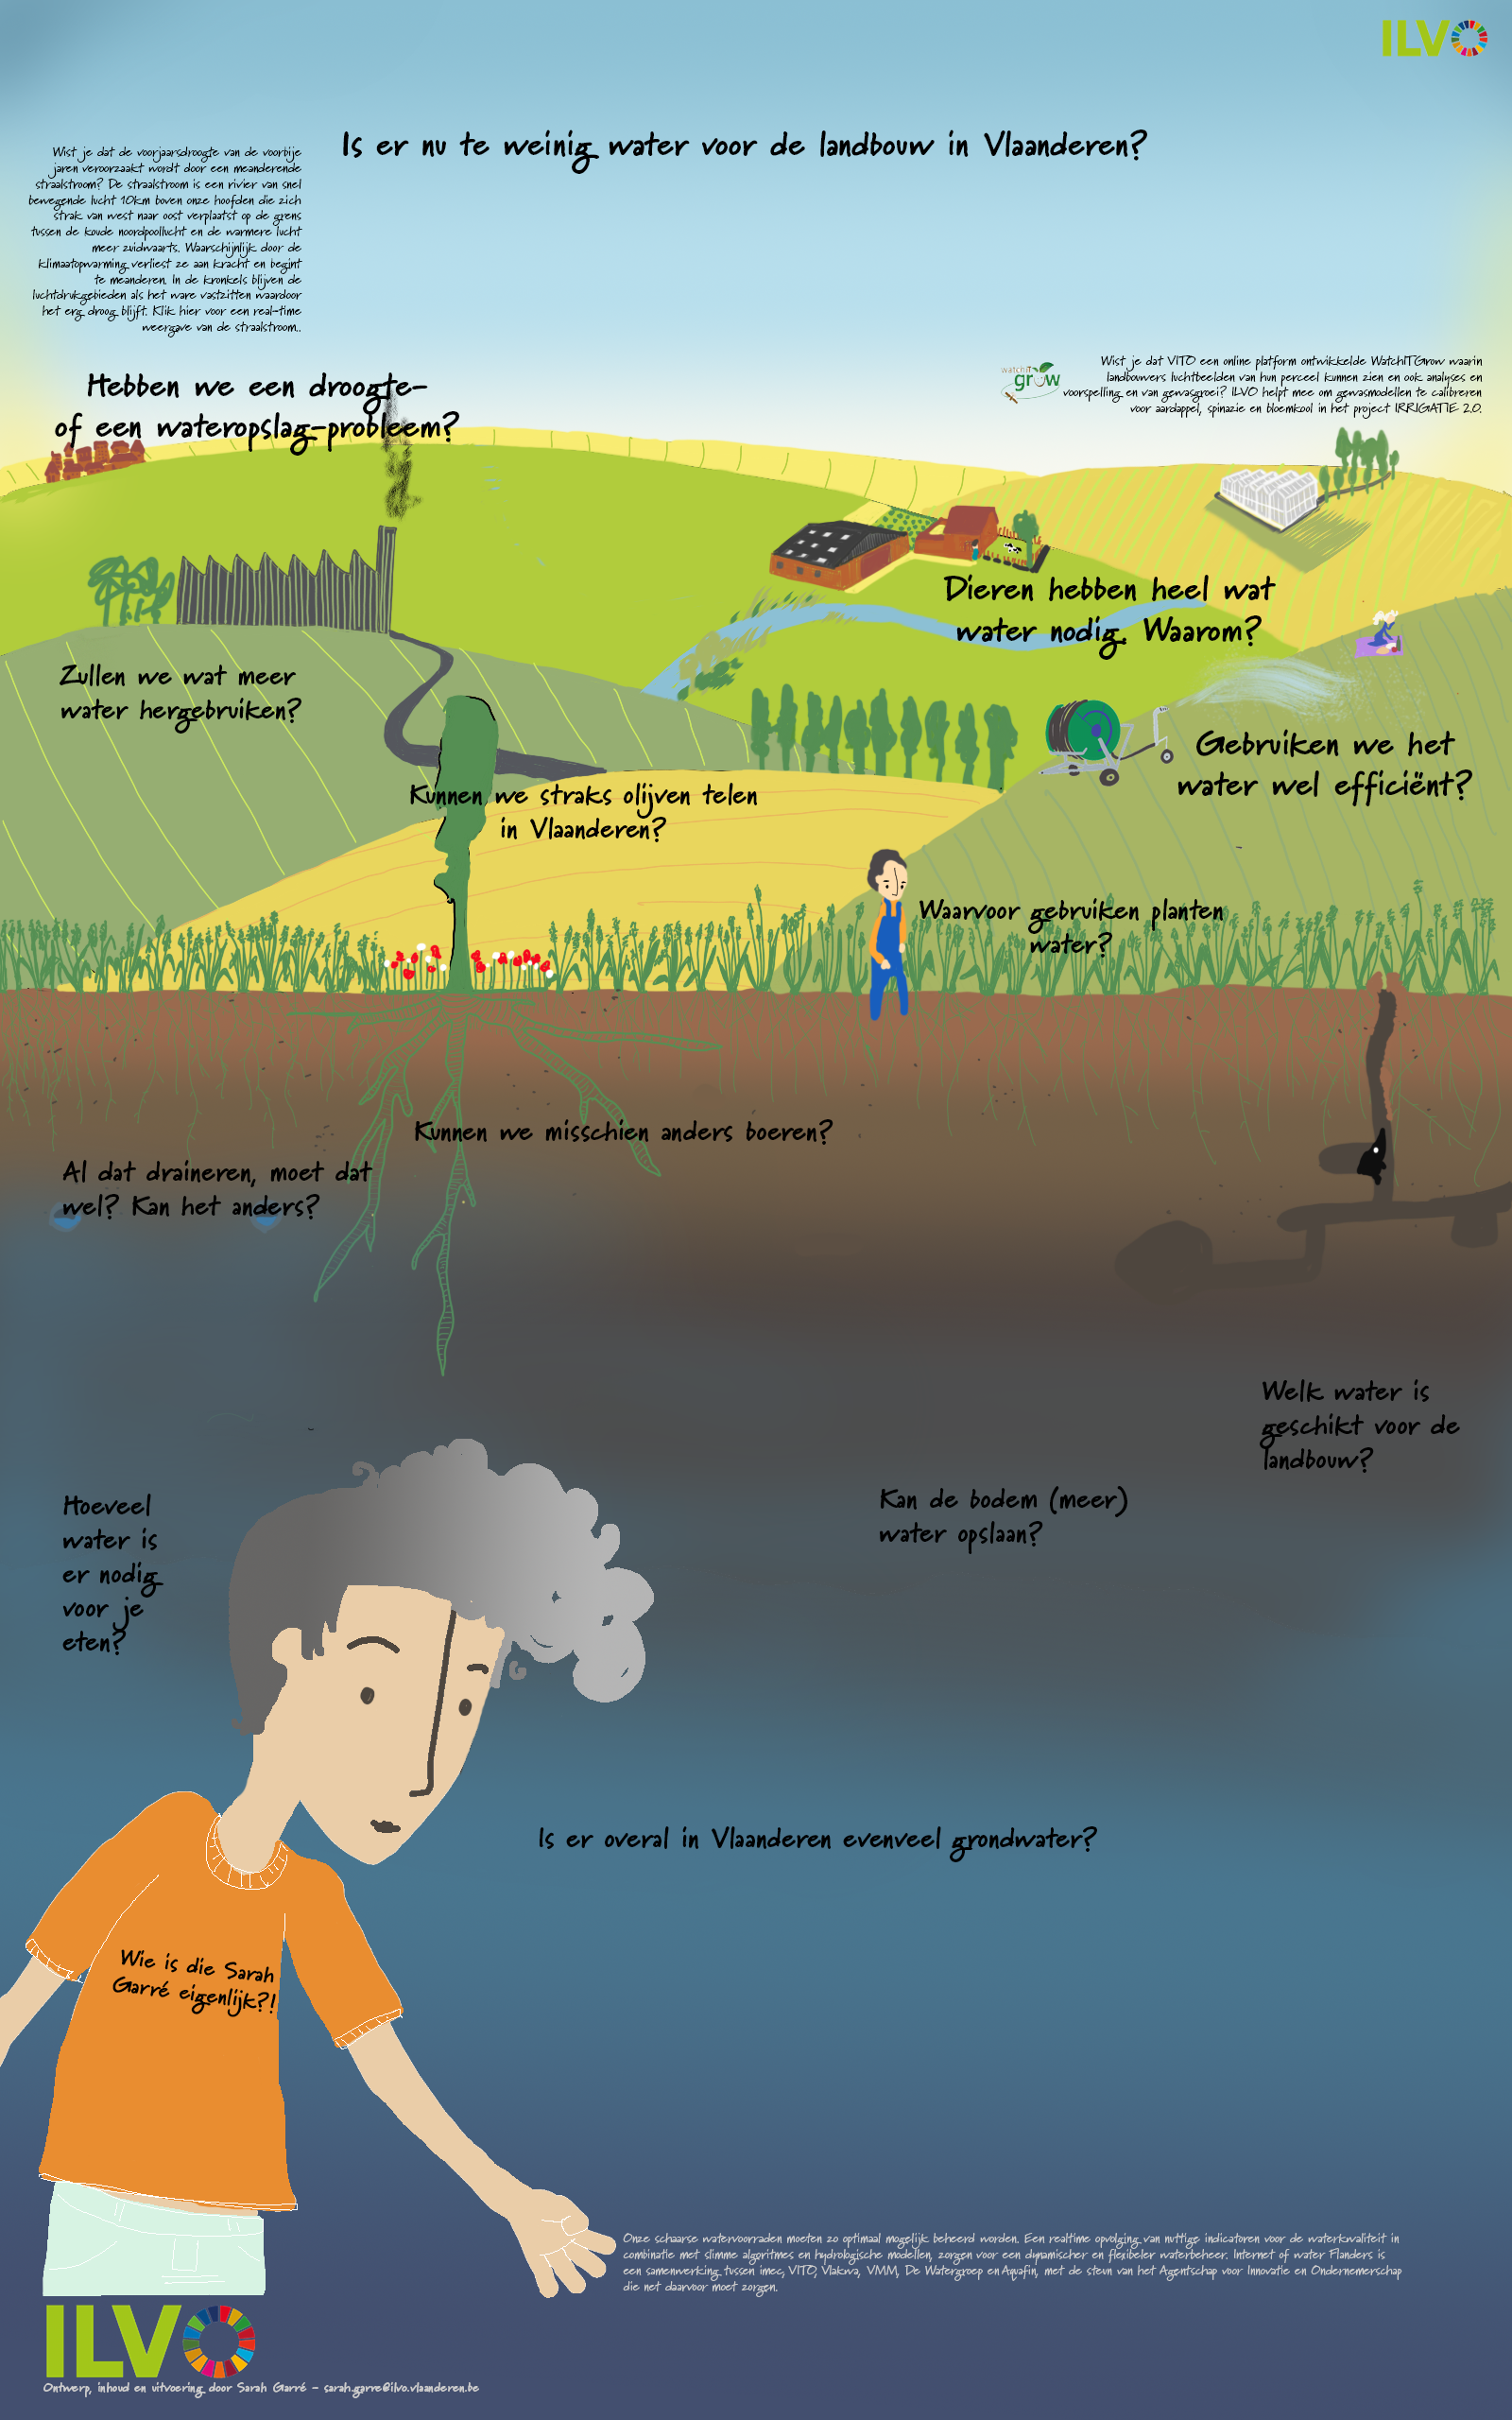 ILVO
Is er nu te weinig water voor de landbouw in Vlaanderen?
Wist je dat de voorjaarsdroogte van de voorbije
jaren veroorzaakt wordt door een meanderende
straalstroom? De straalstroom is een rivier van snel
bewegende lucht 10km boven onze hoofden die zich
strak van west naar oost verplaatst op de grens
tussen de koude noordpoollucht en de warmere lucht
meer zuidwaarts. Waarschijnlijk door de
klimaatopwarming verliest ze aan kracht en begint
te meanderen. In de kronkels blijven de
luchtdrukgebieden als het ware vastzitten waardoor
het erg droog blijft. Klik hier voor een real-time
weergave van de straalstroom..
watchit
grow
Wist je dat VITO een online platform ontwikkelde WatchITGrow waarin
landbouwers luchtbeelden van hun perceel kunnen zien en ook analyses en
voorspelling en van gewasgroei? ILVO helpt mee om gewasmodellen te calibreren
voor aardappel, spinazie en bloemkool in het project IRRIGATIE 2.0.
Hebben we een droogte-
of een wateropslag-probleem?
Dieren hebben heel wat
water nodig. Waarom?
Zullen we wat meer
water hergebruiken?
Gebruiken we het
water wel efficiënt?
Kunnen we straks olijven telen
in Vlaanderen?
Waarvoor gebruiken planten
water?
Kunnen we misschien anders boeren?
Al dat draineren, moet dat
wel? Kan het anders?
Welk water is
geschikt voor de
landbouw?
Hoeveel
water is
er nodig
voor je
eten?
Kan de bodem (meer)
water opslaan?
Is er overal in Vlaanderen evenveel grondwater?
Wie is die Sarah
Garré eigenlijk?!
Onze schaarse watervoorraden moeten zo optimaal mogelijk beheerd worden. Een realtime opvolging van nuttige indicatoren voor de waterkwaliteit in
combinatie met slimme algoritmes en hydrologische modellen, zorgen voor een dynamischer en flexibeler waterbeheer. Internet of water Flanders is
een samenwerking tussen imec, VITO, Vlakwa, VMM, De Watergroep en Aquafin, met de steun van het Agentschap voor Innovatie en Ondernemerschap
die net daarvoor moet zorgen.
ILVO
Ontwerp, inhoud en uitvoering door Sarah Garré - sarah.garre@ilvo.vlaanderen.be